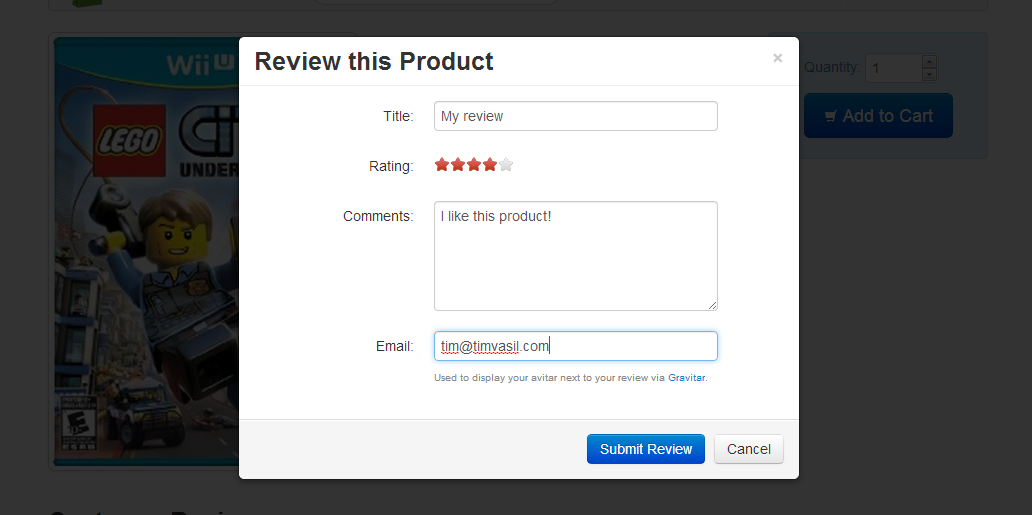 Review this Product
×
Title: My review
Rating:
Comments: I like this product!
Email: tim@timvasil.com
Used to display your avitar next to your review via Gravitar.
Submit Review Cancel
Wii U
LEGO
CIT
UNDER
E
Quantity: 1
Add to Cart